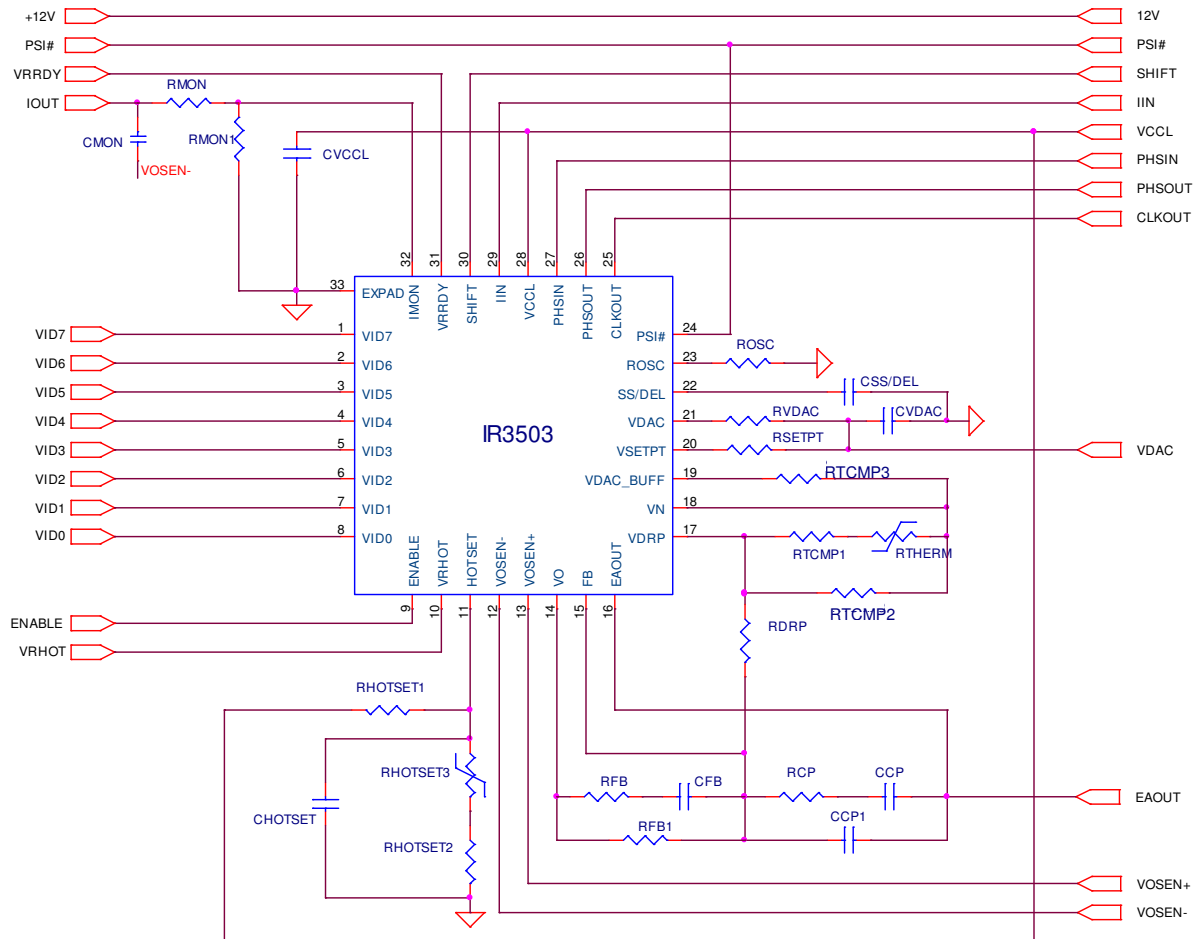 +12V
12V
PSI#
PSI#
VRRDY
SHIFT
RMON
IOUT
IIN
CMON
RMON1
CVCCL
VCCL
VOSEN-
PHSIN
PHSOUT
CLKOUT
32
31
30
29
28
27
26
25
33
EXPAD
IMON
VRRDY
SHIFT
IIN
VCCL
PHSIN
PHSOUT
CLKOUT
VID7
1
VID7
PSI#
24
VID6
2
VID6
ROSC
23
ROSC
VID5
3
VID5
SS/DEL
22
CSS/DEL
VID4
4
VID4
VDAC
21
RVDAC
CVDAC
IR3503
VID3
5
VID3
VSETPT
20
RSETPT
VDAC
VID2
6
VID2
VDAC_BUFF
19
RTCMP3
VID1
7
VID1
VN
18
VID0
8
VID0
VDRP
17
RTCMP1
RTHERM
ENABLE
VRHOT
HOTSET
VOSEN-
VOSEN+
VO
FB
EAOUT
9
10
11
12
13
14
15
16
RTCMP2
ENABLE
RDRP
VRHOT
RHOTSET1
RHOTSET3
RFB
CFB
RCP
CCP
EAOUT
CHOTSET
RFB1
CCP1
RHOTSET2
VOSEN+
VOSEN-